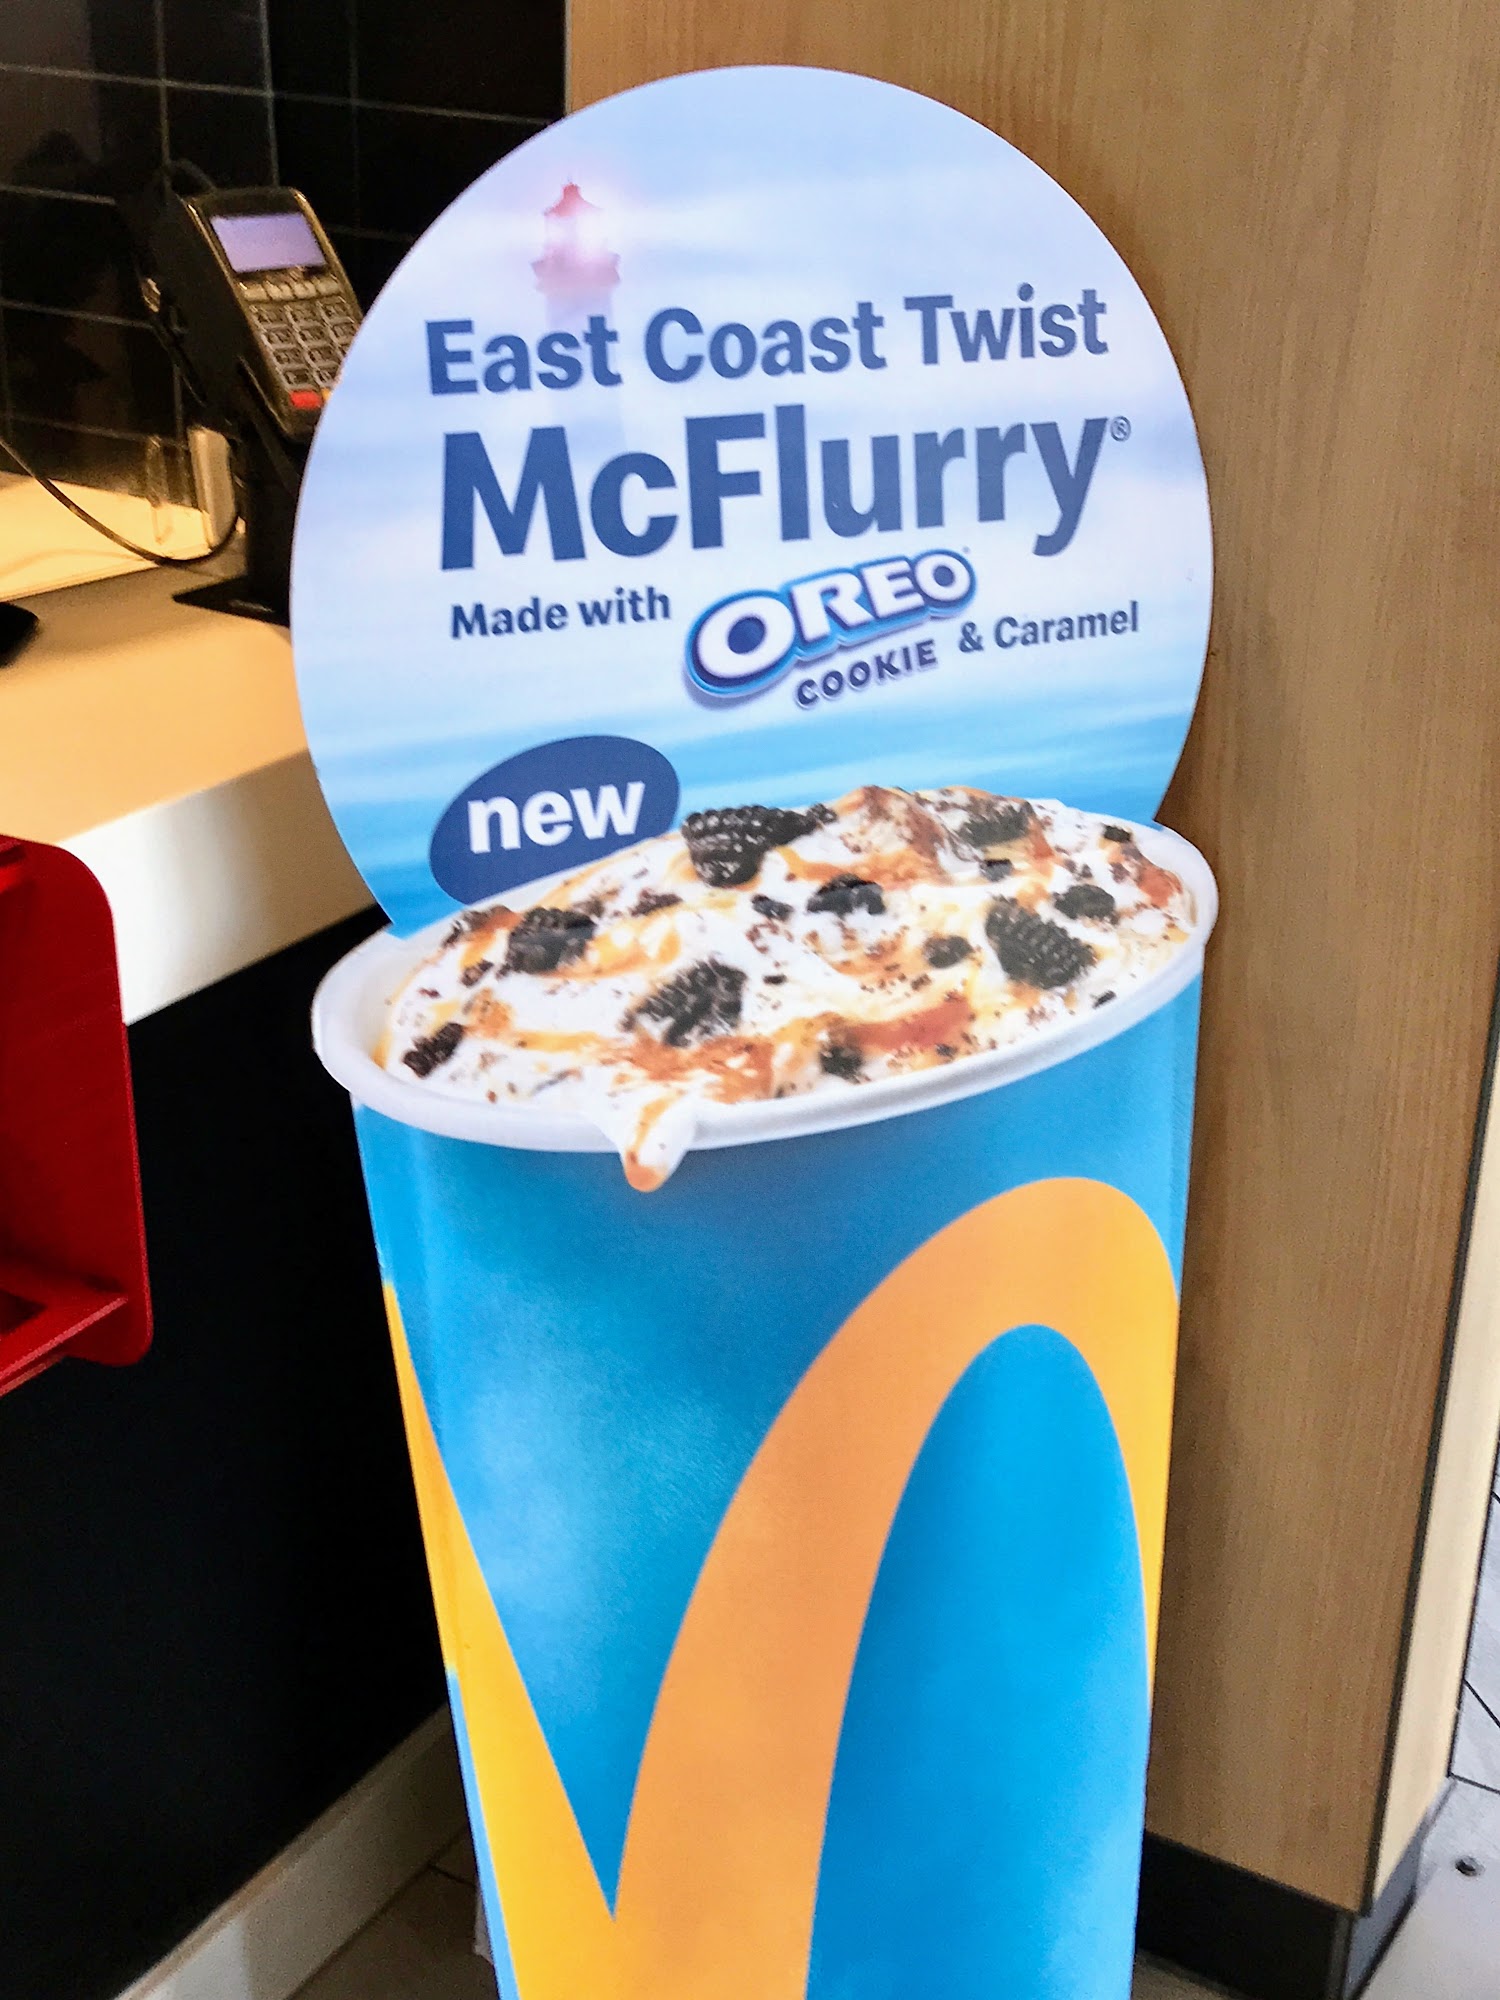 East Coast Twist
McFlurry®
Made with OREO & Caramel
COOKIE
new